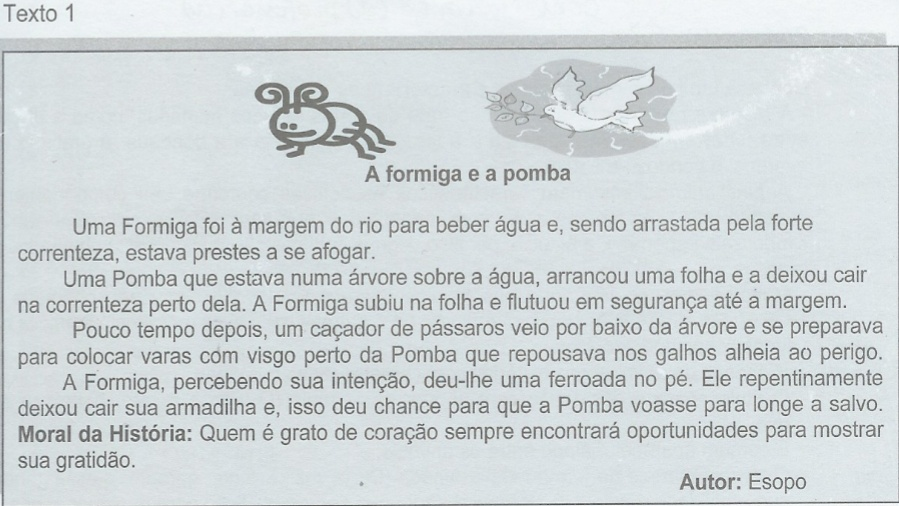 Texto 1
A formiga e a pomba
Uma Formiga foi à margem do rio para beber água e, sendo arrastada pela forte
correnteza, estava prestes a se afogar.
Uma Pomba que estava numa árvore sobre a água, arrancou uma folha e a deixou cair
na correnteza perto dela. A Formiga subiu na folha e flutuou em segurança até a margem.
Pouco tempo depois, um caçador de pássaros veio por baixo da árvore e se preparava
para colocar varas com visgo perto da Pomba que repousava nos galhos alheia ao perigo.
A Formiga, percebendo sua intenção, deu-lhe uma ferroada no pé. Ele repentinamente
deixou cair sua armadilha e, isso deu chance para que a Pomba voasse para longe a salvo.
Moral da História: Quem é grato de coração sempre encontrará oportunidades para mostrar
sua gratidão.
Autor: Esopo